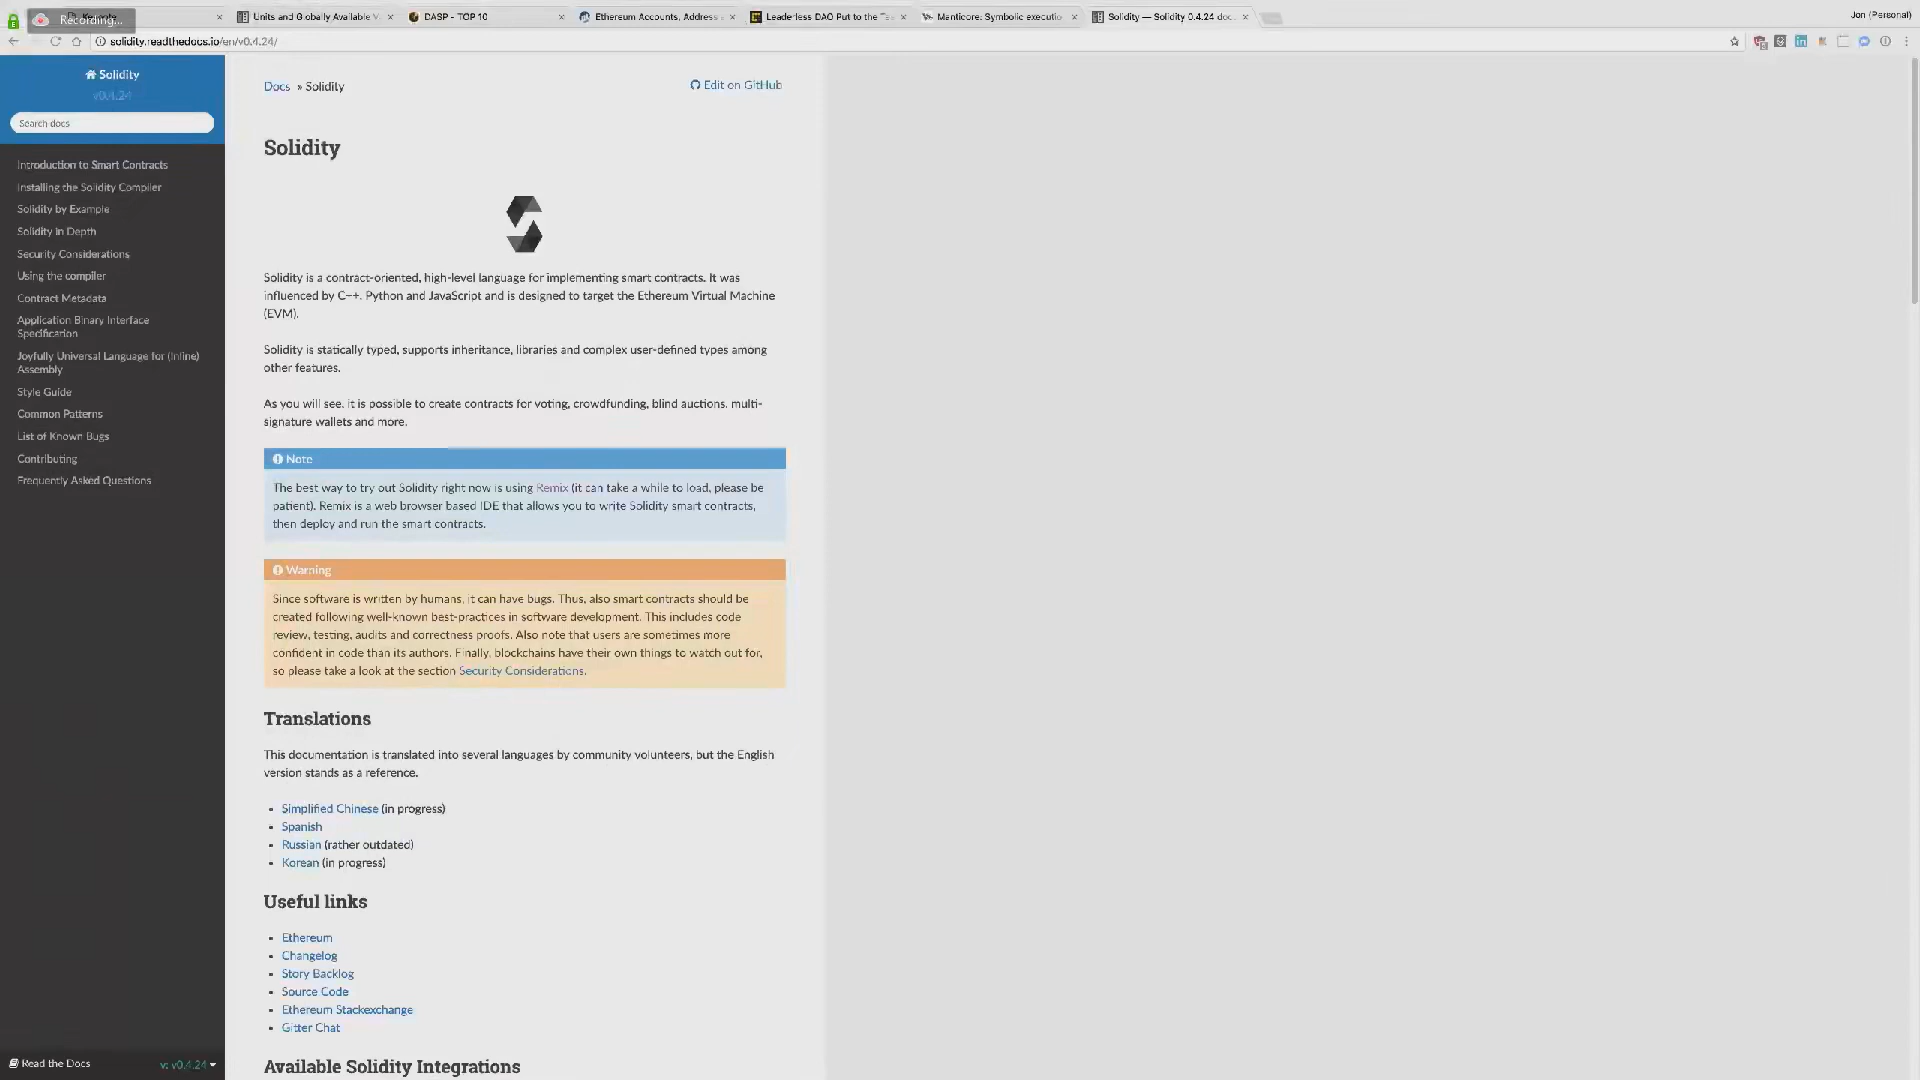 Recording...
Units and Globally Available V
DASP - TOP 10
Ethereum Accounts, Address
Leaderless DAO Put to the Tes
Manticore: Symbolic executio
Solidity — Solidity 0.4.24 doc
Jon (Personal)
solidity.readthedocs.io/en/v0.4.24/
Solidity
v0.4.24
Search docs
Introduction to Smart Contracts
Installing the Solidity Compiler
Solidity by Example
Solidity in Depth
Security Considerations
Using the compiler
Contract Metadata
Application Binary Interface
Specification
Joyfully Universal Language for (Inline)
Assembly
Style Guide
Common Patterns
List of Known Bugs
Contributing
Frequently Asked Questions
Read the Docs
v: v0.4.24
Docs » Solidity
Edit on GitHub
Solidity
Solidity is a contract-oriented, high-level language for implementing smart contracts. It was
influenced by C++, Python and JavaScript and is designed to target the Ethereum Virtual Machine
(EVM).
Solidity is statically typed, supports inheritance, libraries and complex user-defined types among
other features.
As you will see, it is possible to create contracts for voting, crowdfunding, blind auctions, multi-
signature wallets and more.
Note
The best way to try out Solidity right now is using Remix (it can take a while to load, please be
patient). Remix is a web browser based IDE that allows you to write Solidity smart contracts,
then deploy and run the smart contracts.
Warning
Since software is written by humans, it can have bugs. Thus, also smart contracts should be
created following well-known best-practices in software development. This includes code
review, testing, audits and correctness proofs. Also note that users are sometimes more
confident in code than its authors. Finally, blockchains have their own things to watch out for,
so please take a look at the section Security Considerations.
Translations
This documentation is translated into several languages by community volunteers, but the English
version stands as a reference.
Simplified Chinese (in progress)
Spanish
Russian (rather outdated)
Korean (in progress)
Useful links
Ethereum
Changelog
Story Backlog
Source Code
Ethereum Stackexchange
Gitter Chat
Available Solidity Integrations